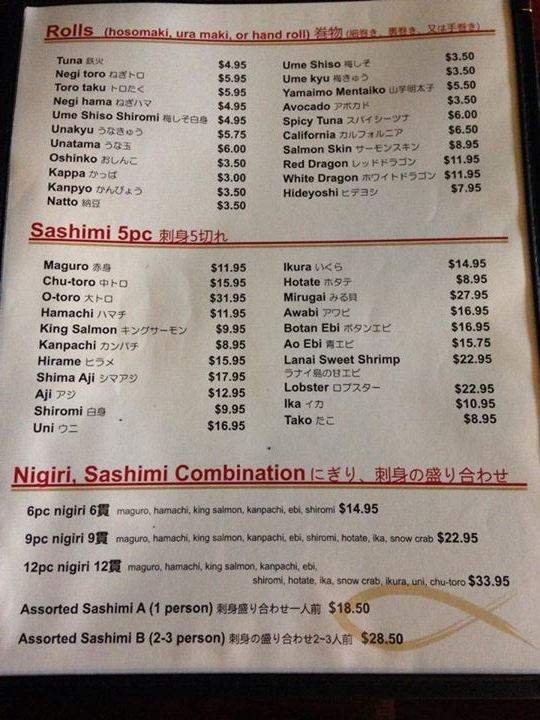 Rolls (hosomaki, ura maki, or hand roll) 巻物 (細巻き、裏巻き、又は手巻き)
Tuna 鉄火 $4.95
Negi toro ねぎトロ $5.95
Toro taku トロたく $5.95
Negi hama ねぎハマ $4.95
Ume Shiso Shiromi 梅しそ白身 $4.95
Unakyu うなきゅう $5.75
Unatama うな玉 $6.00
Oshinko おしんこ $3.50
Kappa かっぱ $3.00
Kanpyo かんぴょう $3.50
Natto 納豆 $3.50
Ume Shiso 梅しそ $3.50
Ume kyu 梅きゅう $3.50
Yamaimo Mentaiko 山芋明太子 $5.50
Avocado アボカド $3.50
Spicy Tuna スパイシーツナ $6.00
California カルフォルニア $6.50
Salmon Skin サーモンスキン $8.95
Red Dragon レッドドラゴン $11.95
White Dragon ホワイトドラゴン $11.95
Hideyoshi ヒデヨシ $7.95
Sashimi 5pc 刺身5切れ
Maguro 赤身 $11.95
Chu-toro 中トロ $15.95
O-toro 大トロ $31.95
Hamachi ハマチ $11.95
King Salmon キングサーモン $9.95
Kanpachi カンパチ $8.95
Hirame ヒラメ $15.95
Shima Aji シマアジ $17.95
Aji アジ $12.95
Shiromi 白身 $9.95
Uni ウニ $16.95
Ikura いくら $14.95
Hotate ホタテ $8.95
Mirugai みる貝 $27.95
Awabi アワビ $16.95
Botan Ebi ボタンエビ $16.95
Ao Ebi 青エビ $15.75
Lanai Sweet Shrimp $22.95
ラナイ島の甘エビ
Lobster ロブスター $22.95
Ika イカ $10.95
Tako たこ $8.95
Nigiri, Sashimi Combination にぎり、刺身の盛り合わせ
6pc nigiri 6貫 maguro, hamachi, king salmon, kanpachi, ebi, shiromi $14.95
9pc nigiri 9貫 maguro, hamachi, king salmon, kanpachi, ebi, shiromi, hotate, ika, snow crab $22.95
12pc nigiri 12貫 maguro, hamachi, king salmon, kanpachi, ebi,
shiromi, hotate, ika, snow crab, ikura, uni, chu-toro $33.95
Assorted Sashimi A (1 person) 刺身盛り合わせ一人前 $18.50
Assorted Sashimi B (2-3 person) 刺身の盛り合わせ2~3人前 $28.50